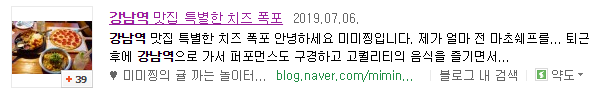 강남역 맛집 특별한 치즈 폭포 2019.07.06.
강남역 맛집 특별한 치즈 폭포 안녕하세요 미미찡입니다. 제가 얼마 전 마초쉐프를... 퇴근
후에 강남역으로 가서 퍼포먼스도 구경하고 고퀄리티의 음식을 즐기면서...
♥ 미미찡의 귤 까는 놀이터... blog.naver.com/mimin... | 블로그 내 검색 | 약도
+ 39